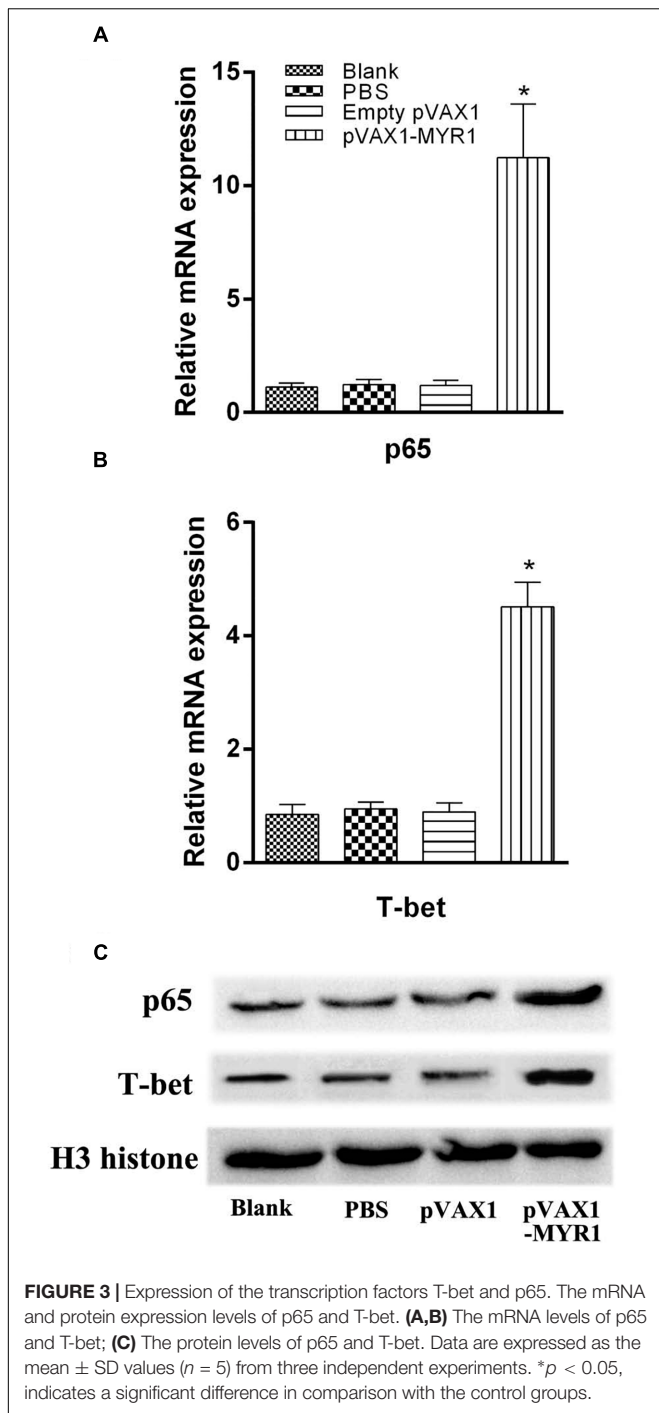 A
Blank
PBS
Empty pVAX1
pVAX1-MYR1
*
15
10
5
0
Relative mRNA expression
p65
B
*
6
4
2
0
Relative mRNA expression
T-bet
C
p65
T-bet
H3 histone
Blank PBS pVAX1 pVAX1
-MYR1
FIGURE 3 | Expression of the transcription factors T-bet and p65. The mRNA
and protein expression levels of p65 and T-bet. (A,B) The mRNA levels of p65
and T-bet; (C) The protein levels of p65 and T-bet. Data are expressed as the
mean ± SD values (n = 5) from three independent experiments. *p < 0.05,
indicates a significant difference in comparison with the control groups.